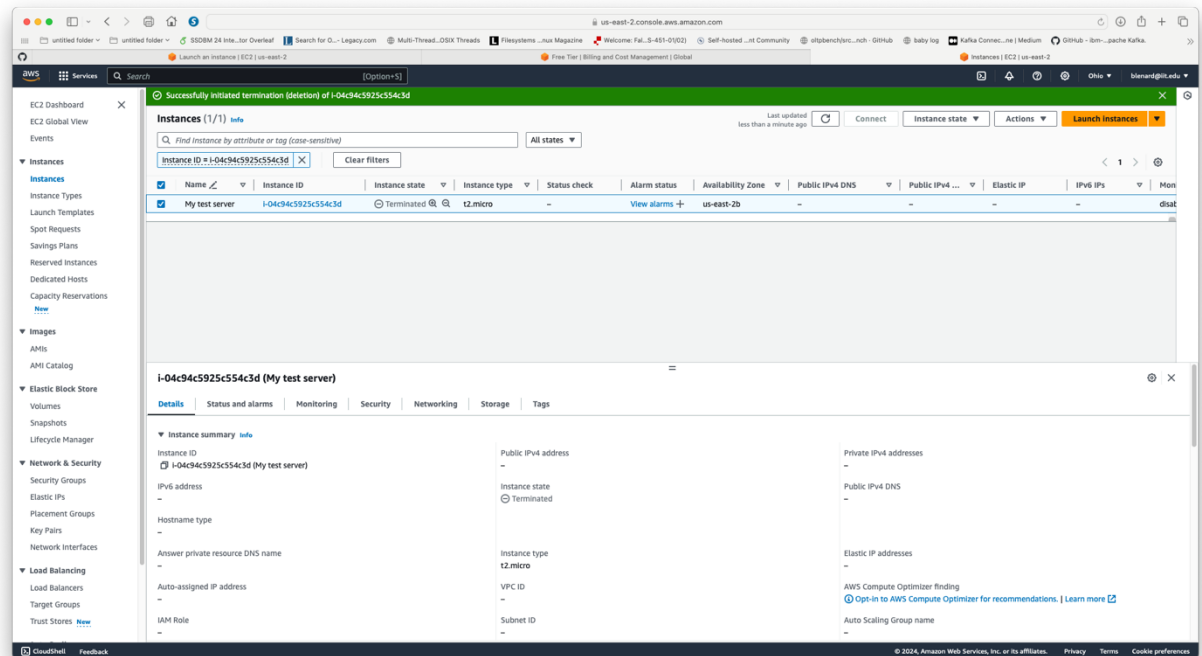 us-east-2.console.aws.amazon.com
untitled folder
untitled folder
SSDBM 24 Inte...tor Overleaf
Search for O... - Legacy.com
Multi-Thread...OSIX Threads
Filesystems ...nux Magazine
Welcome: Fal...S-451-01(02)
Self-hosted ...nt Community
oltpbench/src...nch · GitHub
baby log
Kafka Connec...ne | Medium
GitHub - ibm-...pache Kafka.
Launch an instance | EC2 | us-east-2
Free Tier | Billing and Cost Management | Global
Instances | EC2 | us-east-2
aws Services Search [Option+S] Ohio blenard@iit.edu
EC2 Dashboard
EC2 Global View
Events
Instances
Instances
Instance Types
Launch Templates
Spot Requests
Savings Plans
Reserved Instances
Dedicated Hosts
Capacity Reservations
New
Images
AMIs
AMI Catalog
Elastic Block Store
Volumes
Snapshots
Lifecycle Manager
Network & Security
Security Groups
Elastic IPs
Placement Groups
Key Pairs
Network Interfaces
Load Balancing
Load Balancers
Target Groups
Trust Stores New
Successfully initiated termination (deletion) of i-04c94c5925c554c3d
Instances (1/1) Info
Last updated
less than a minute ago
Connect
Instance state
Actions
Launch instances
Find Instance by attribute or tag (case-sensitive)
All states
Instance ID = i-04c94c5925c554c3d
Clear filters
1
Name Instance ID Instance state Instance type Status check Alarm status Availability Zone Public IPv4 DNS Public IPv4 ... Elastic IP IPv6 IPs Mon
My test server i-04c94c5925c554c3d Terminated t2.micro – View alarms + us-east-2b – – – – disab
i-04c94c5925c554c3d (My test server)
Details Status and alarms Monitoring Security Networking Storage Tags
Instance summary Info
Instance ID
i-04c94c5925c554c3d (My test server)
Public IPv4 address
–
Private IPv4 addresses
–
IPv6 address
–
Instance state
Terminated
Public IPv4 DNS
–
Hostname type
–
Answer private resource DNS name
–
Instance type
t2.micro
Elastic IP addresses
–
Auto-assigned IP address
–
VPC ID
–
AWS Compute Optimizer finding
Opt-in to AWS Compute Optimizer for recommendations. | Learn more
IAM Role
–
Subnet ID
–
Auto Scaling Group name
–
CloudShell Feedback © 2024, Amazon Web Services, Inc. or its affiliates. Privacy Terms Cookie preferences